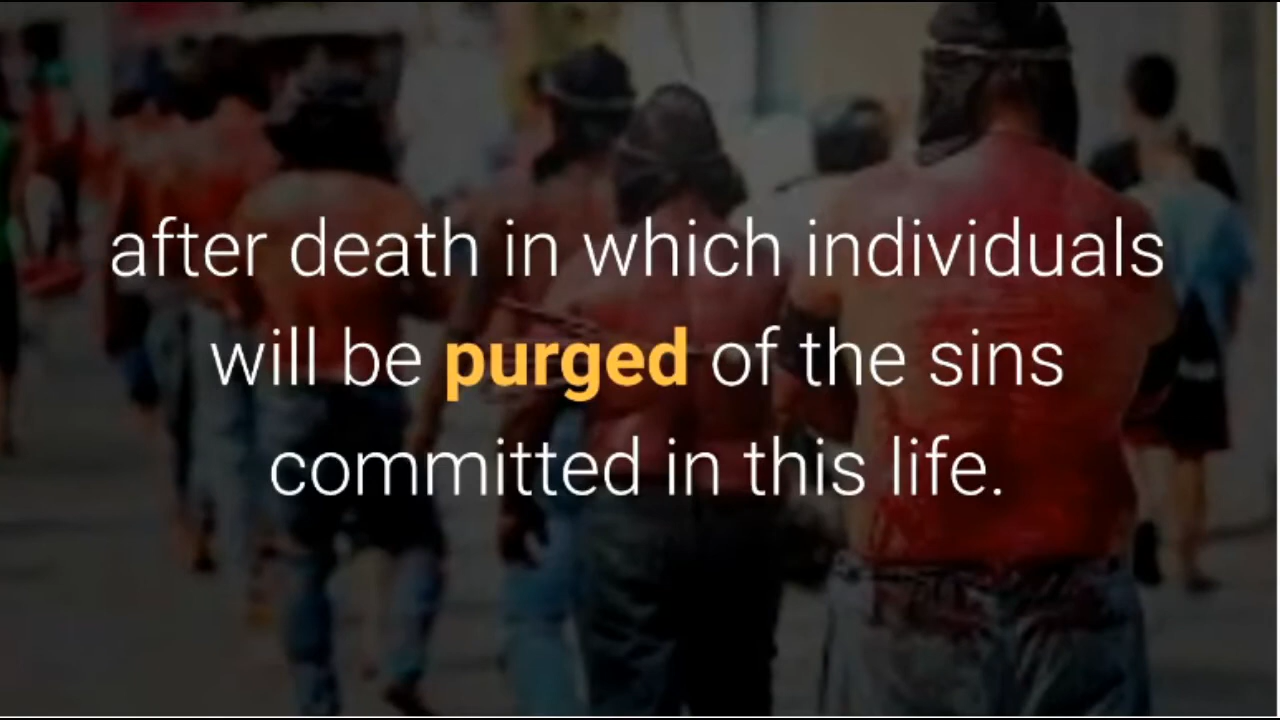 after death in which individuals
will be purged of the sins
committed in this life.